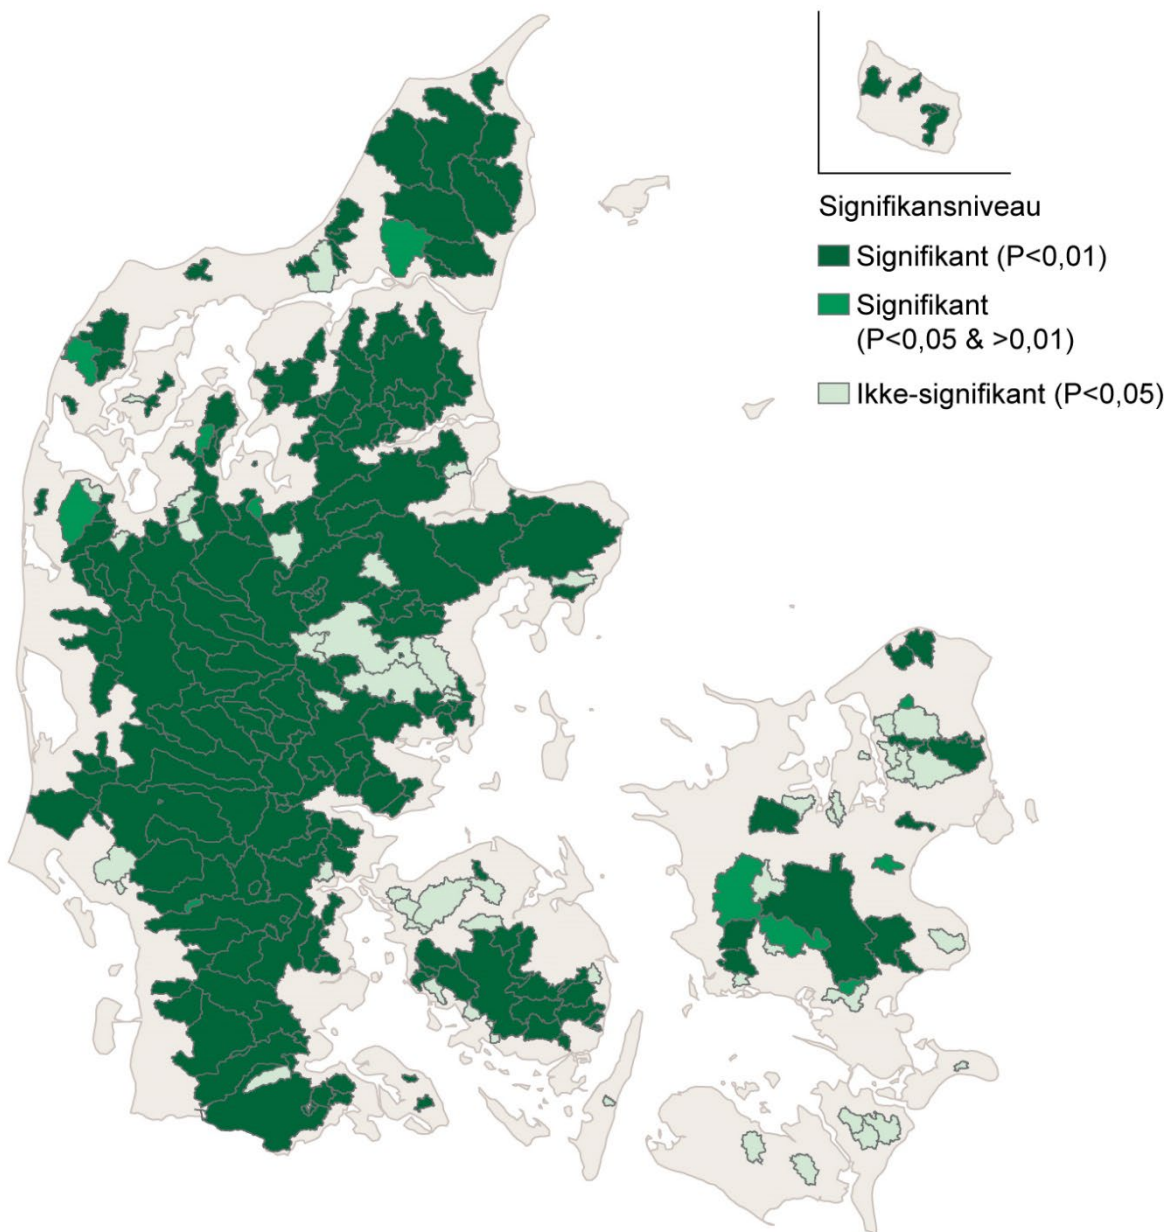 Signifikansniveau
Signifikant (P<0,01)
Signifikant
(P<0,05 & >0,01)
Ikke-signifikant (P<0,05)